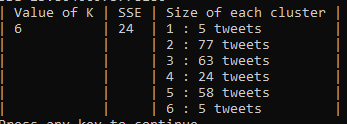 | Value of K | SSE | Size of each cluster |
| 6 | 24 | 1 : 5 tweets |
| | | 2 : 77 tweets |
| | | 3 : 63 tweets |
| | | 4 : 24 tweets |
| | | 5 : 58 tweets |
| | | 6 : 5 tweets |